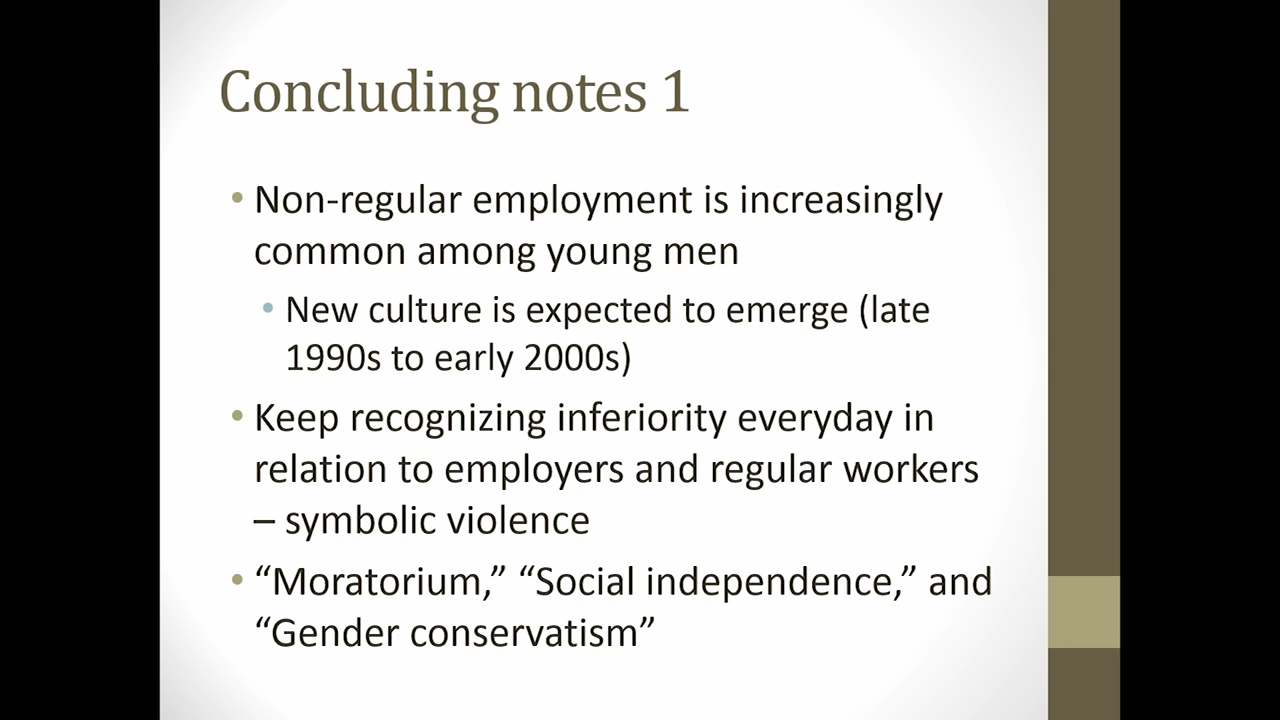 Concluding notes 1
• Non-regular employment is increasingly
common among young men
• New culture is expected to emerge (late
1990s to early 2000s)
• Keep recognizing inferiority everyday in
relation to employers and regular workers
– symbolic violence
• “Moratorium,” “Social independence,” and
“Gender conservatism”